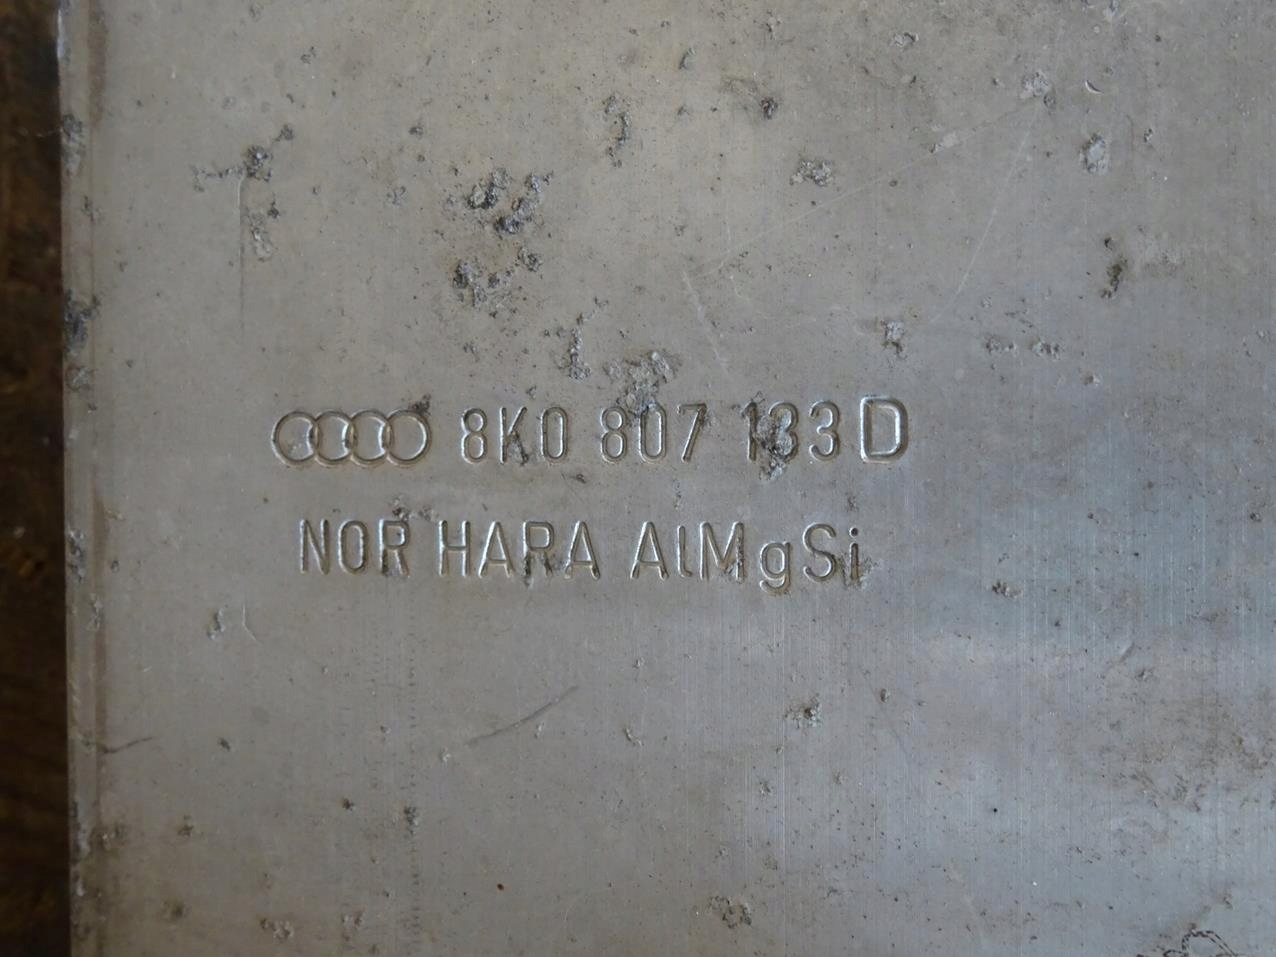 8K0 807 133 D
NOR HARA AlMgSi